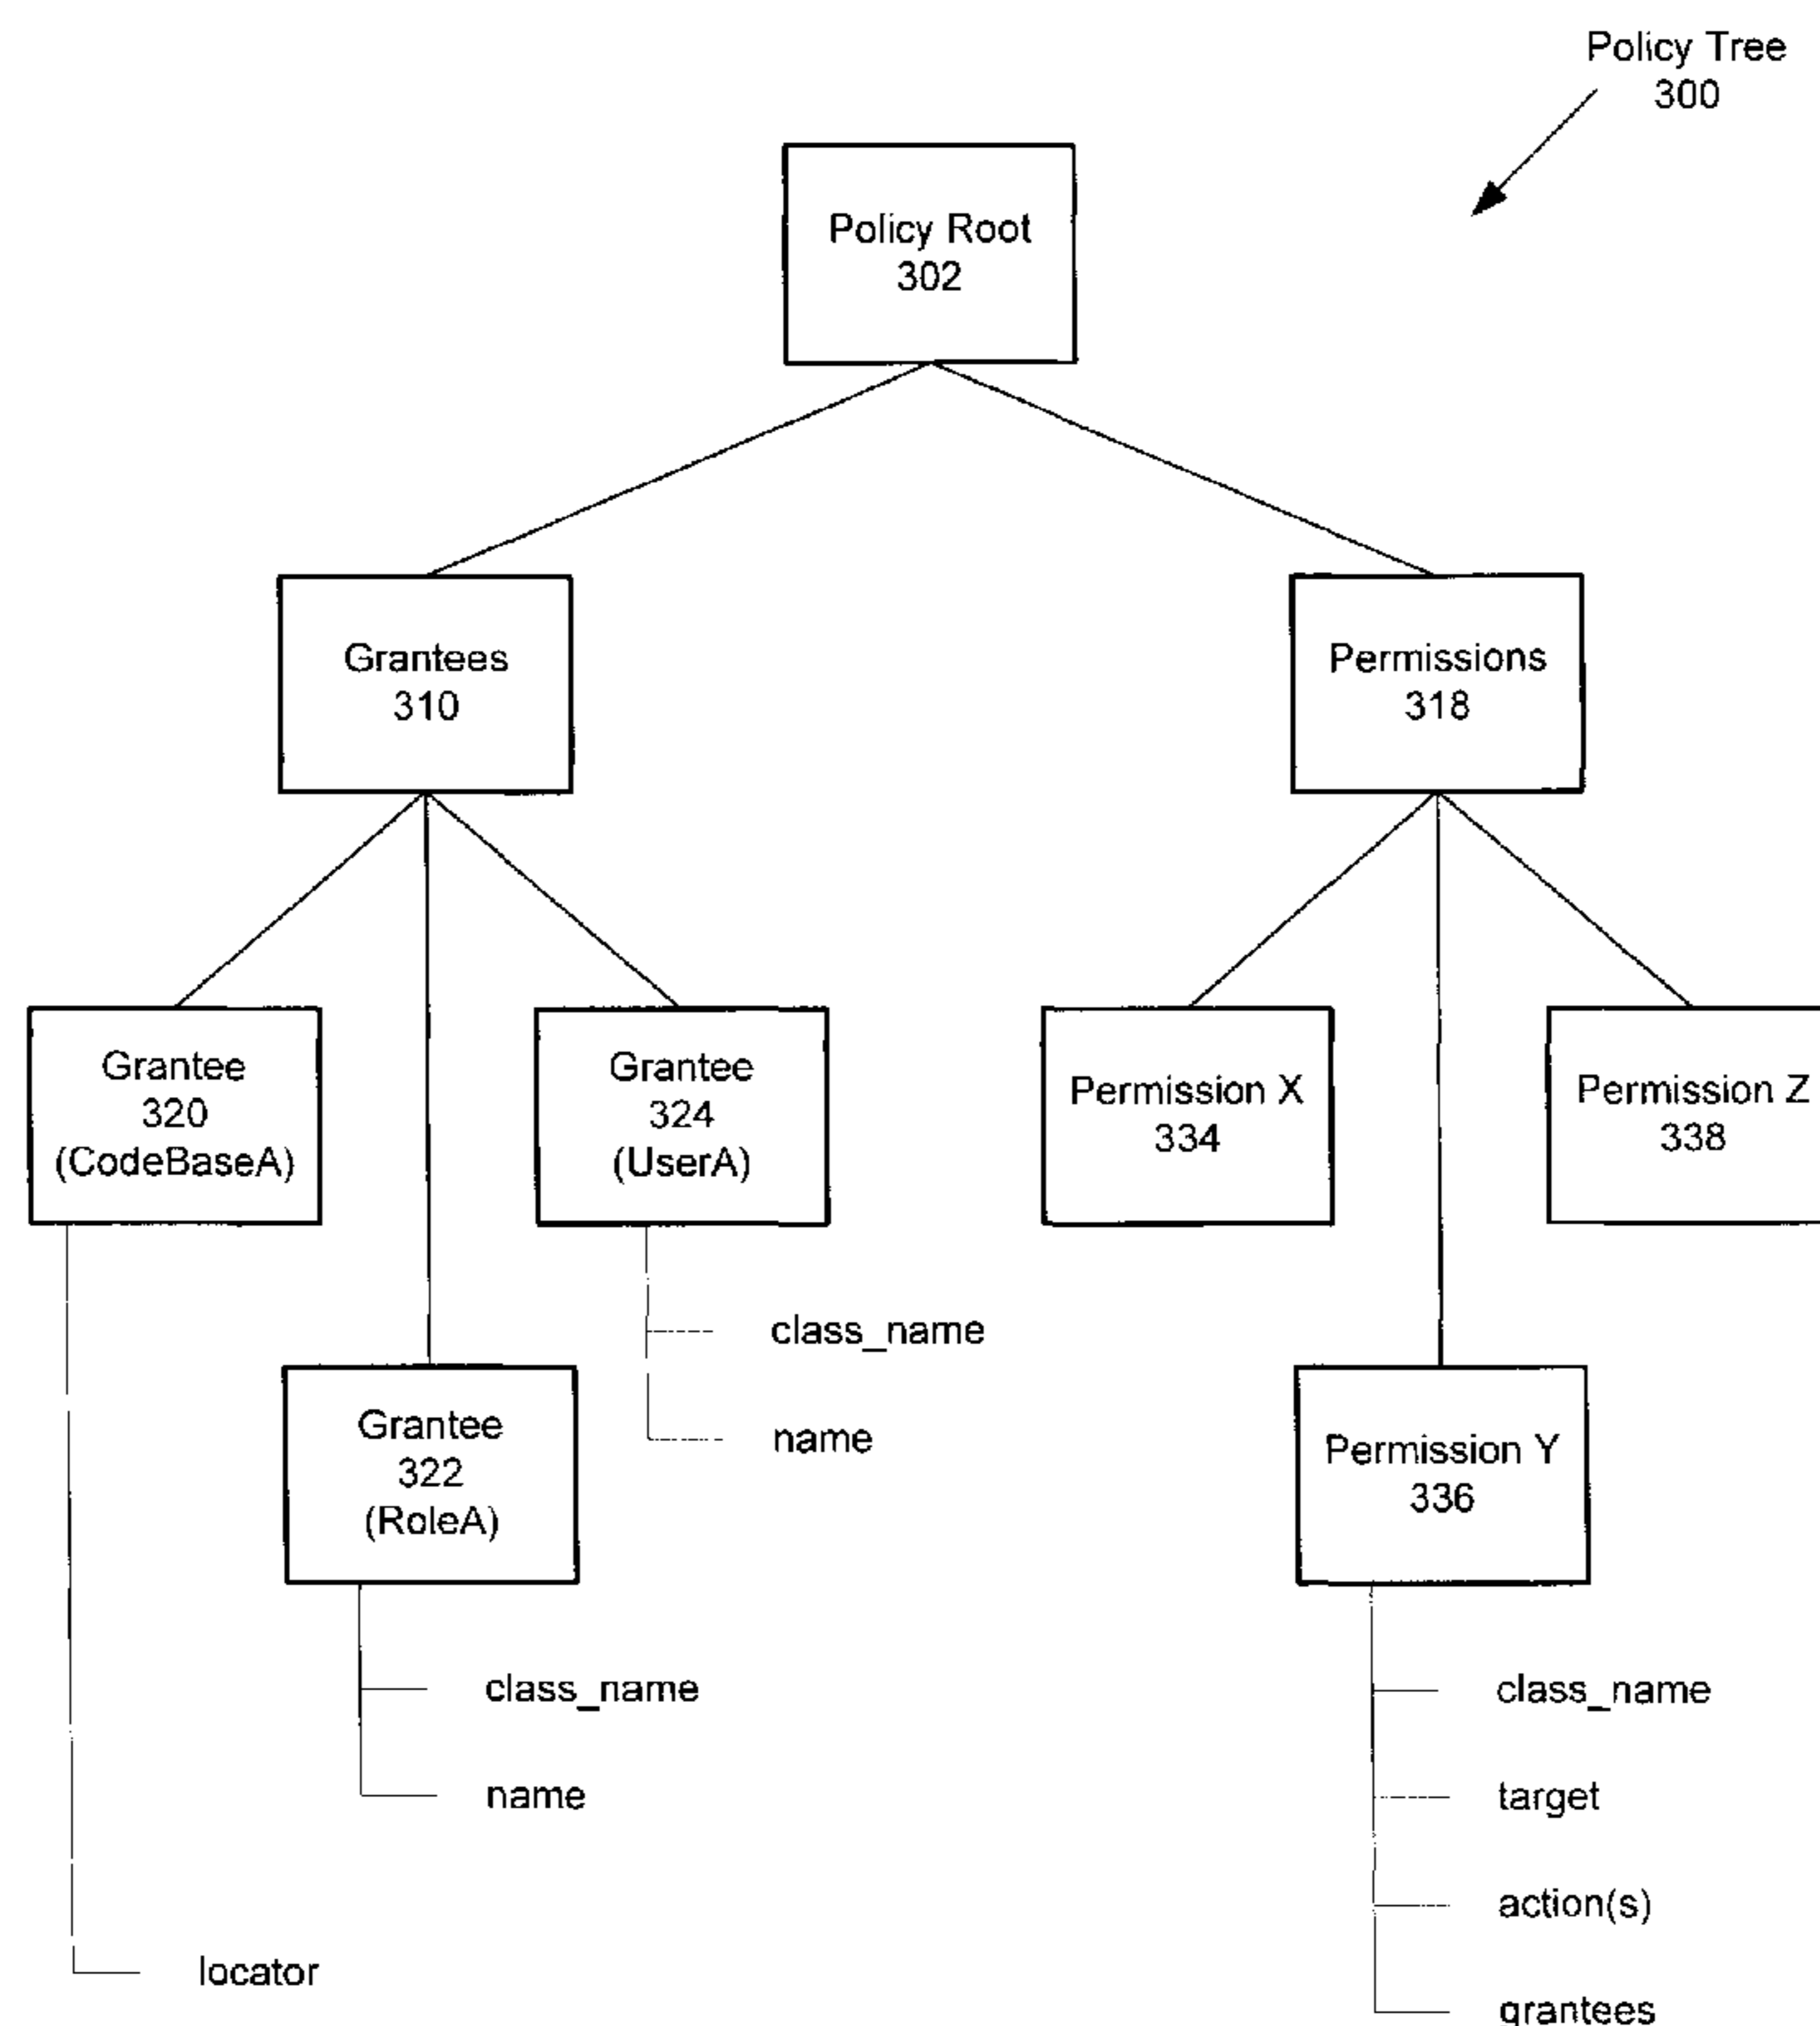 Policy Tree
300
Policy Root
302
Grantees
310
Permissions
318
Grantee
320
(CodeBaseA)
Grantee
324
(UserA)
Permission X
334
Permission Z
338
class_name
name
Grantee
322
(RoleA)
Permission Y
336
class_name
name
class_name
target
action(s)
grantees
locator